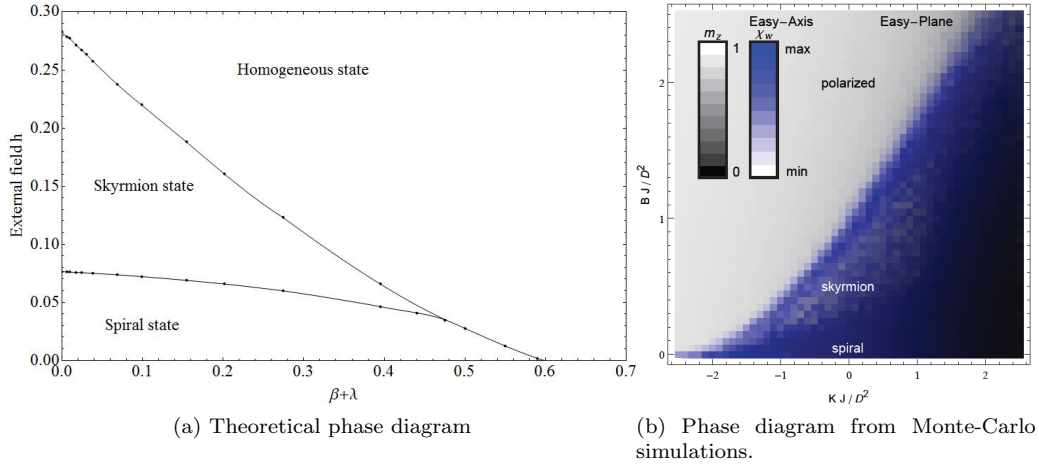 0.30
0.25
0.20
0.15
0.10
0.05
0.00
External field h
Homogeneous state
Skyrmion state
Spiral state
0.0 0.1 0.2 0.3 0.4 0.5 0.6 0.7
β+λ
(a) Theoretical phase diagram
Easy-Axis Easy-Plane
m_z χ_w
1 max
0 min
polarized
skyrmion
spiral
2
1
0
B J / D²
-2 -1 0 1 2
K J / D²
(b) Phase diagram from Monte-Carlo
simulations.